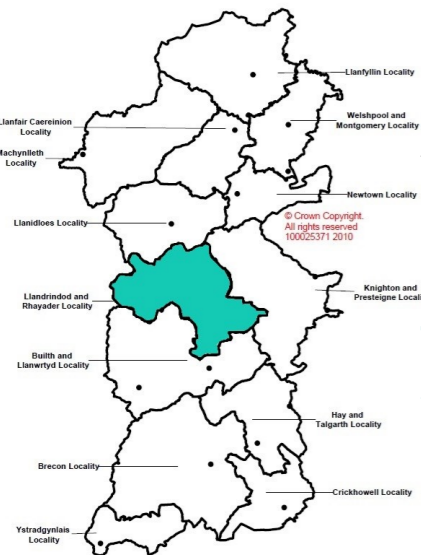 Llanfyllin Locality
Llanfair Caereinion
Locality
Welshpool and
Montgomery Locality
Machynlleth
Locality
Newtown Locality
Llanidloes Locality
© Crown Copyright.
All rights reserved
100025371 2010
Llandrindod and
Rhayader Locality
Knighton and
Presteigne Locali
Builth and
Llanwrtyd Locality
Hay and
Talgarth Locality
Brecon Locality
Crickhowell Locality
Ystradgynlais
Locality